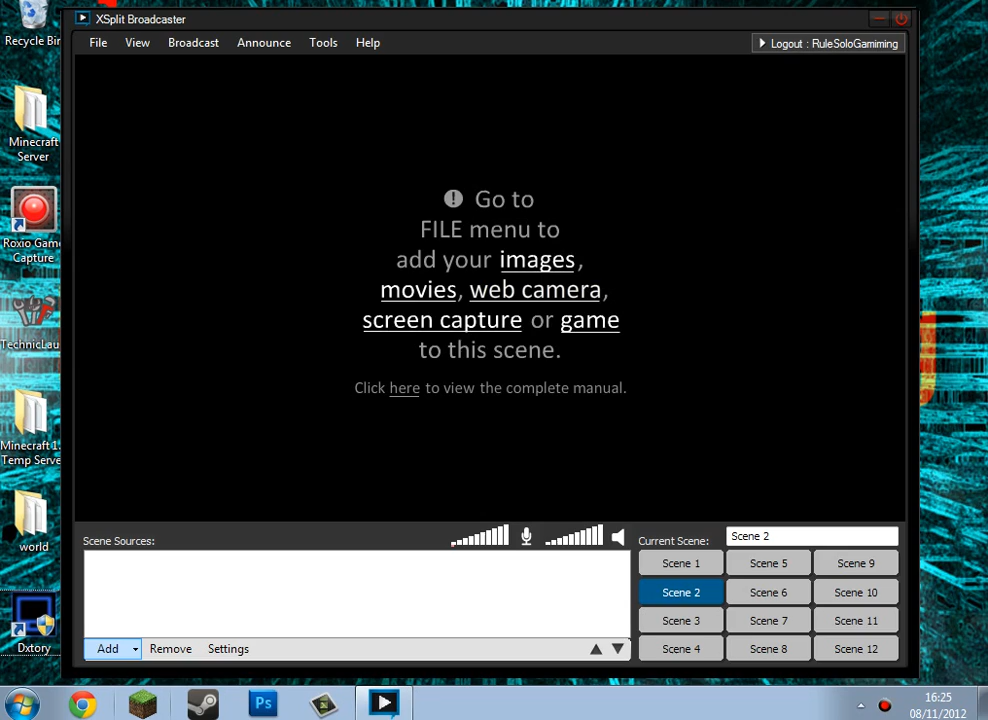 Recycle Bin
XSplit Broadcaster
File View Broadcast Announce Tools Help
Logout : RuleSoloGamiming
Minecraft
Server
Roxio Game
Capture
TechnicLau
Minecraft 1.
Temp Serve
world
Dxtory
! Go to
FILE menu to
add your images,
movies, web camera,
screen capture or game
to this scene.
Click here to view the complete manual.
Scene Sources:
Current Scene:
Scene 2
Scene 1 Scene 5 Scene 9
Scene 2 Scene 6 Scene 10
Scene 3 Scene 7 Scene 11
Scene 4 Scene 8 Scene 12
Add Remove Settings
Ps
16:25
08/11/2012